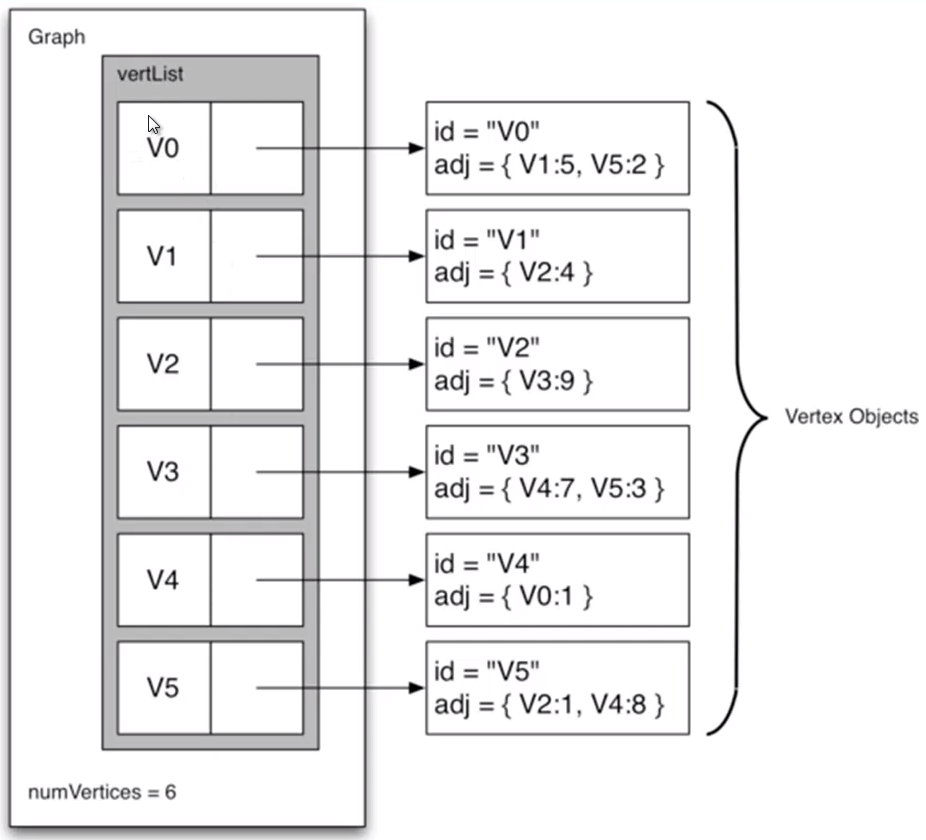 Graph
vertList
V0
id = "V0"
adj = { V1:5, V5:2 }
V1
id = "V1"
adj = { V2:4 }
V2
id = "V2"
adj = { V3:9 }
V3
id = "V3"
adj = { V4:7, V5:3 }
V4
id = "V4"
adj = { V0:1 }
V5
id = "V5"
adj = { V2:1, V4:8 }
Vertex Objects
numVertices = 6